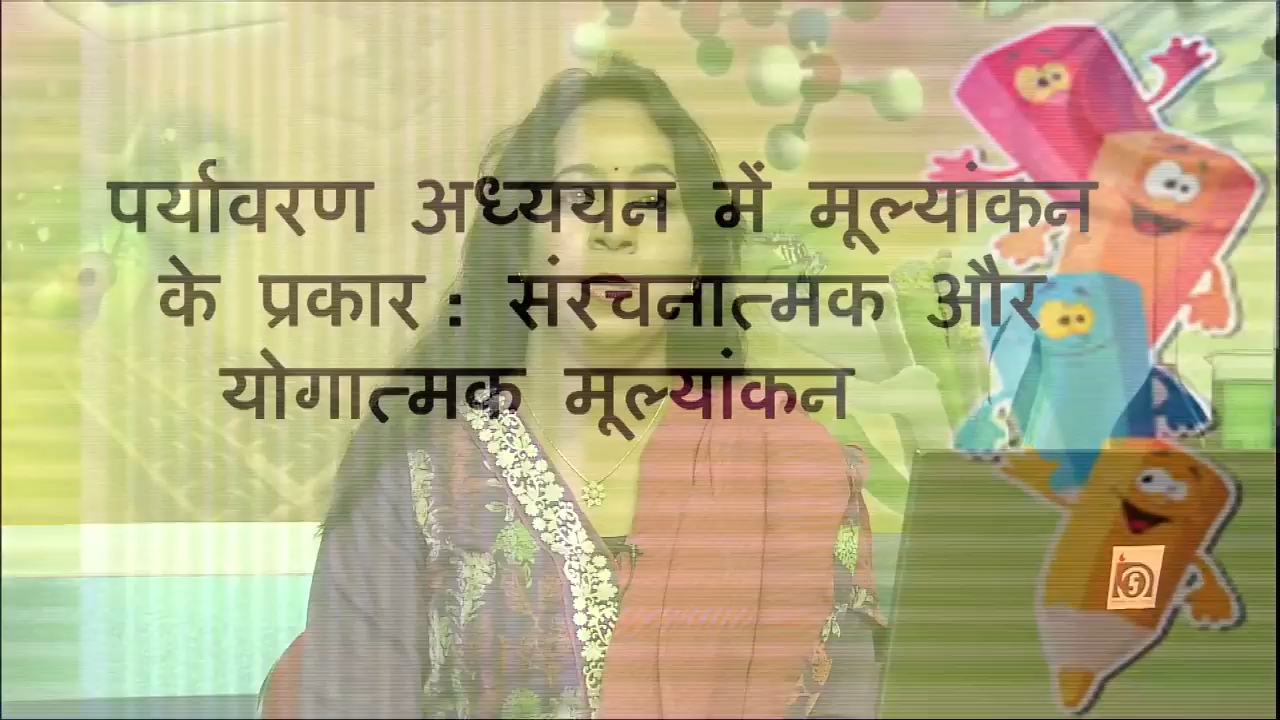 पर्यावरण अध्ययन में मूल्यांकन
के प्रकार : संरचनात्मक और
योगात्मक मूल्यांकन